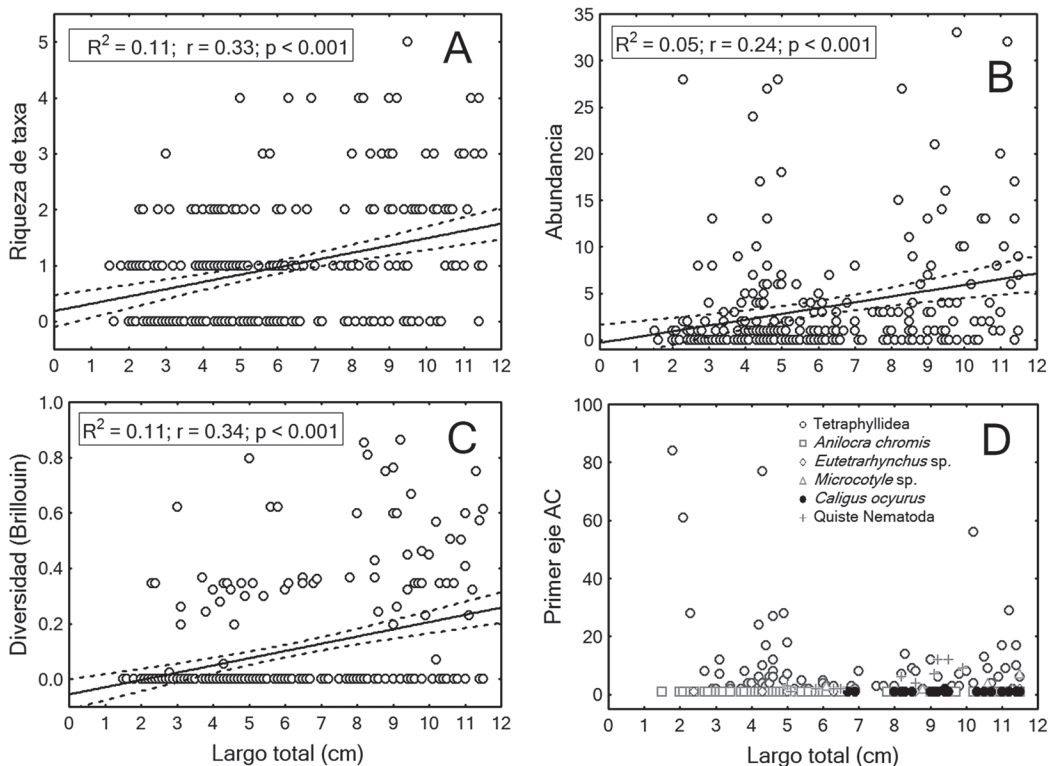 R² = 0.11; r = 0.33; p < 0.001
A
Riqueza de taxa
5
4
3
2
1
0
0 1 2 3 4 5 6 7 8 9 10 11 12
R² = 0.05; r = 0.24; p < 0.001
B
Abundancia
35
30
25
20
15
10
5
0
0 1 2 3 4 5 6 7 8 9 10 11 12
R² = 0.11; r = 0.34; p < 0.001
C
Diversidad (Brillouin)
1.0
0.8
0.6
0.4
0.2
0.0
0 1 2 3 4 5 6 7 8 9 10 11 12
Largo total (cm)
D
Tetraphyllidea
Anilocra chromis
Eutetrarhynchus sp.
Microcotyle sp.
Caligus ocyurus
Quiste Nematoda
Primer eje AC
100
80
60
40
20
0
0 1 2 3 4 5 6 7 8 9 10 11 12
Largo total (cm)